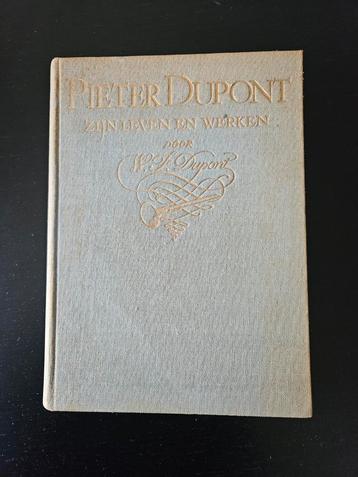 PIETER DUPONT
ZIJN LEVEN EN WERKEN
DOOR
W. F. Dupont